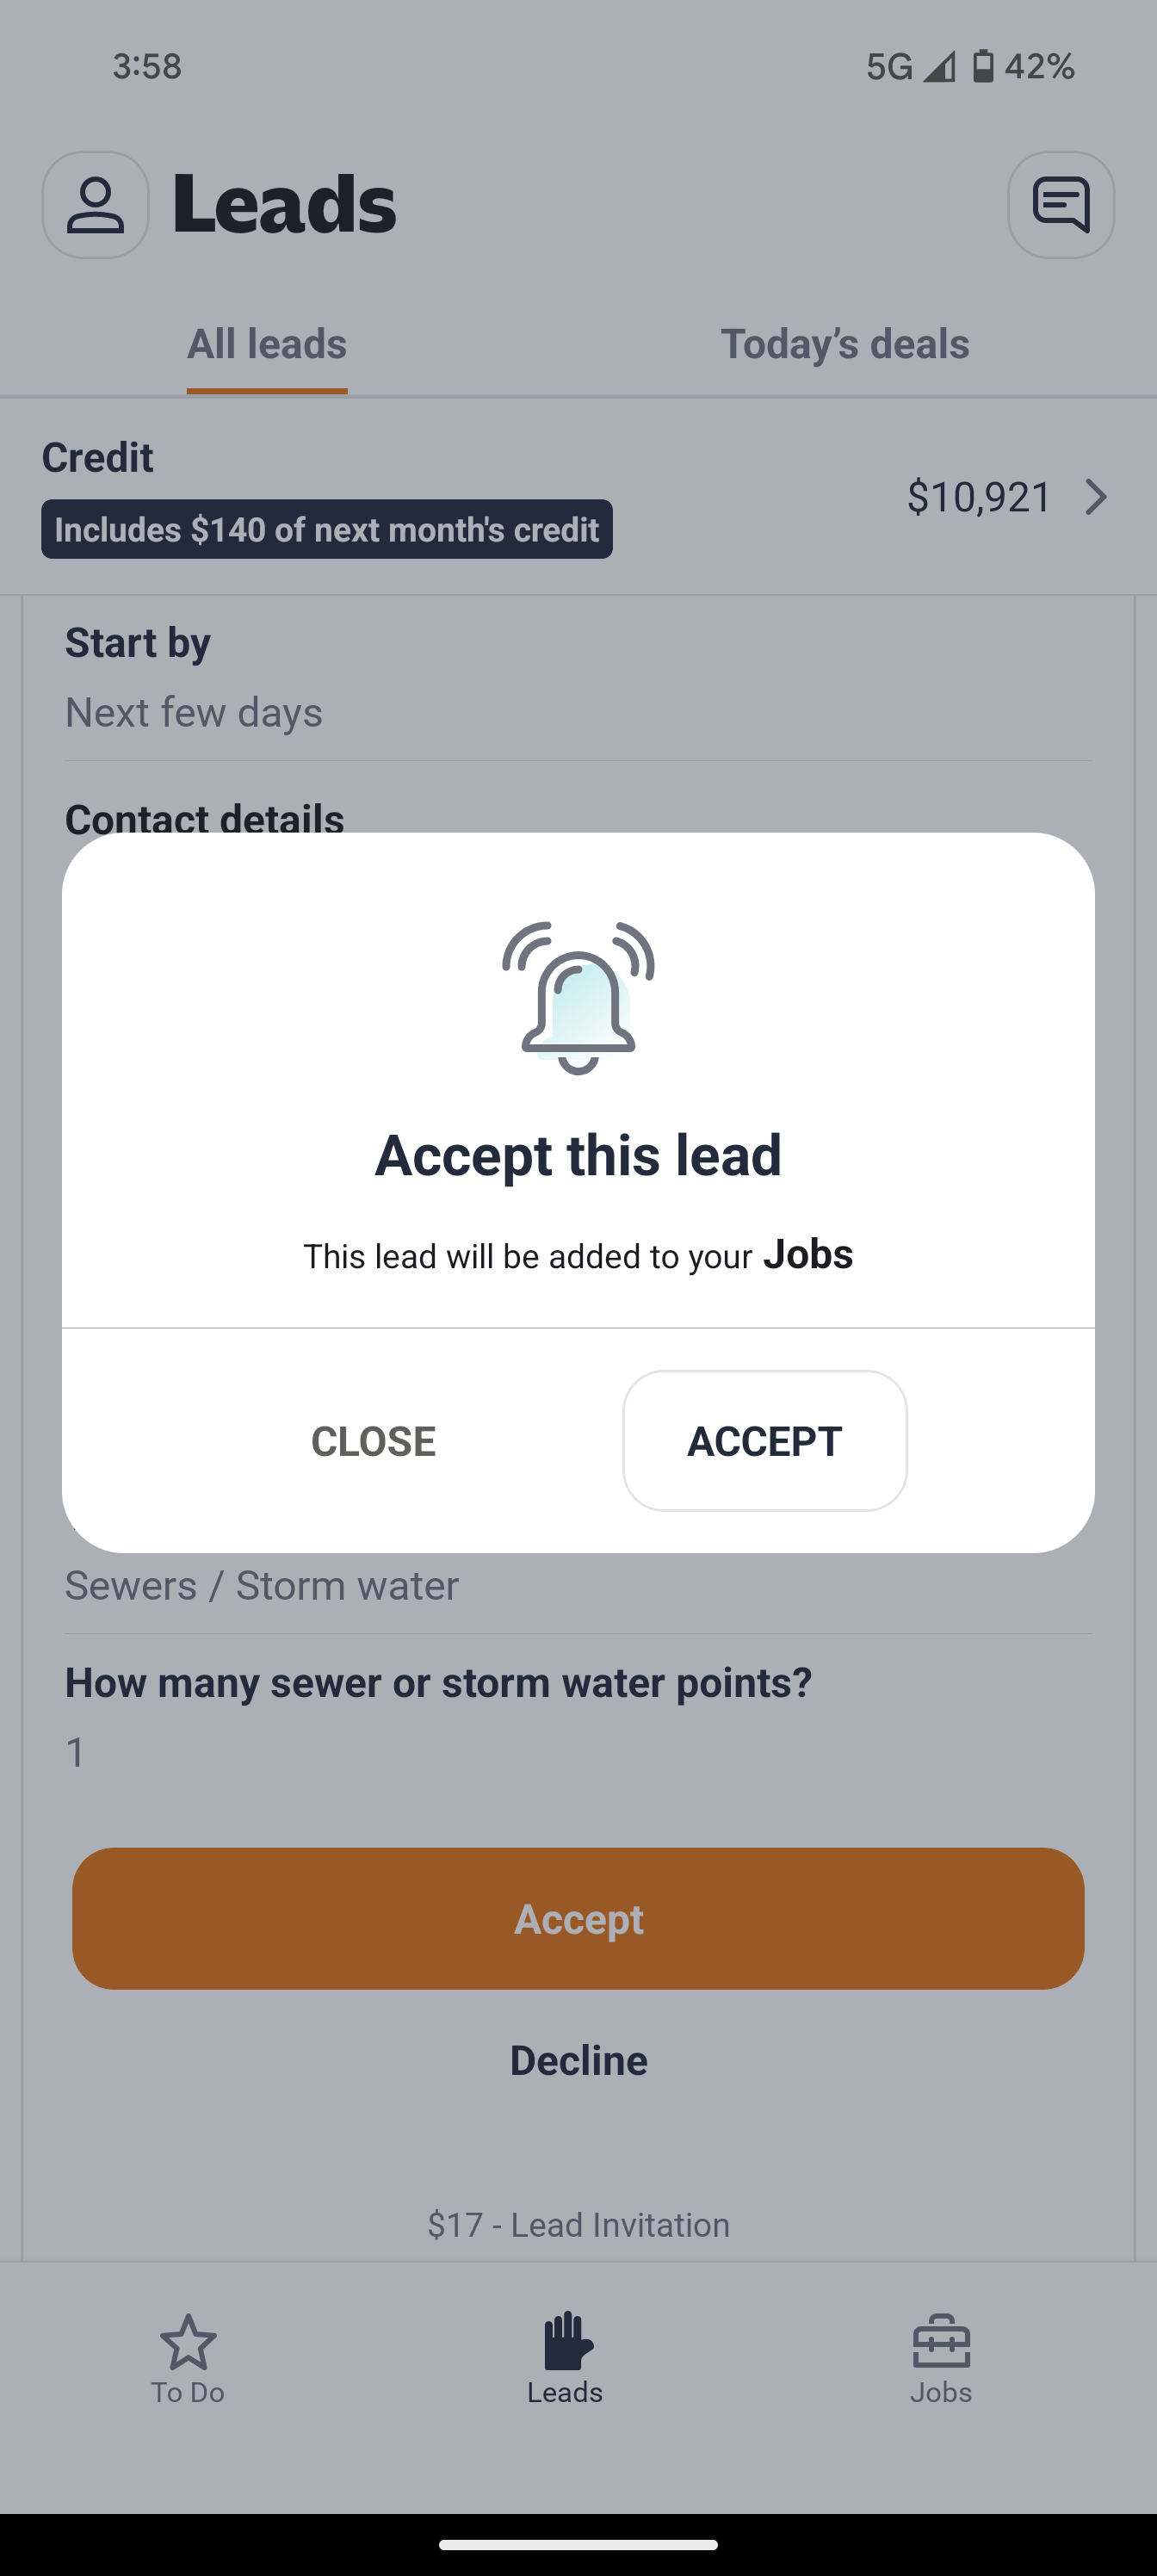 3:58
5G 42%
Leads
All leads
Today’s deals
Credit
Includes $140 of next month's credit
$10,921
Start by
Next few days
Contact details
Accept this lead
This lead will be added to your Jobs
CLOSE
ACCEPT
Sewers / Storm water
How many sewer or storm water points?
1
Accept
Decline
$17 - Lead Invitation
To Do
Leads
Jobs